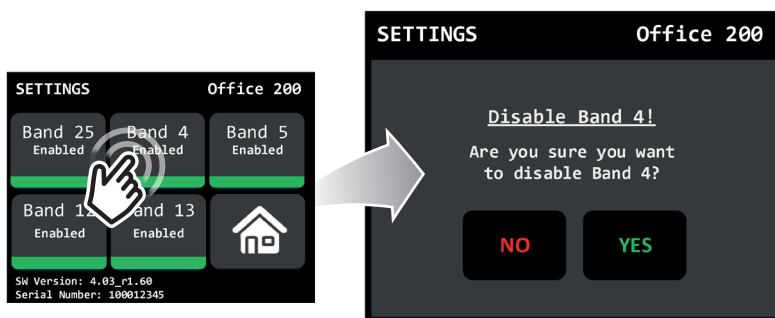 SETTINGS Office 200
Band 25 Band 4 Band 5
Enabled Enabled Enabled
Band 12 Band 13
Enabled Enabled
SW Version: 4.03_r1.60
Serial Number: 100012345
SETTINGS Office 200
Disable Band 4!
Are you sure you want
to disable Band 4?
NO YES